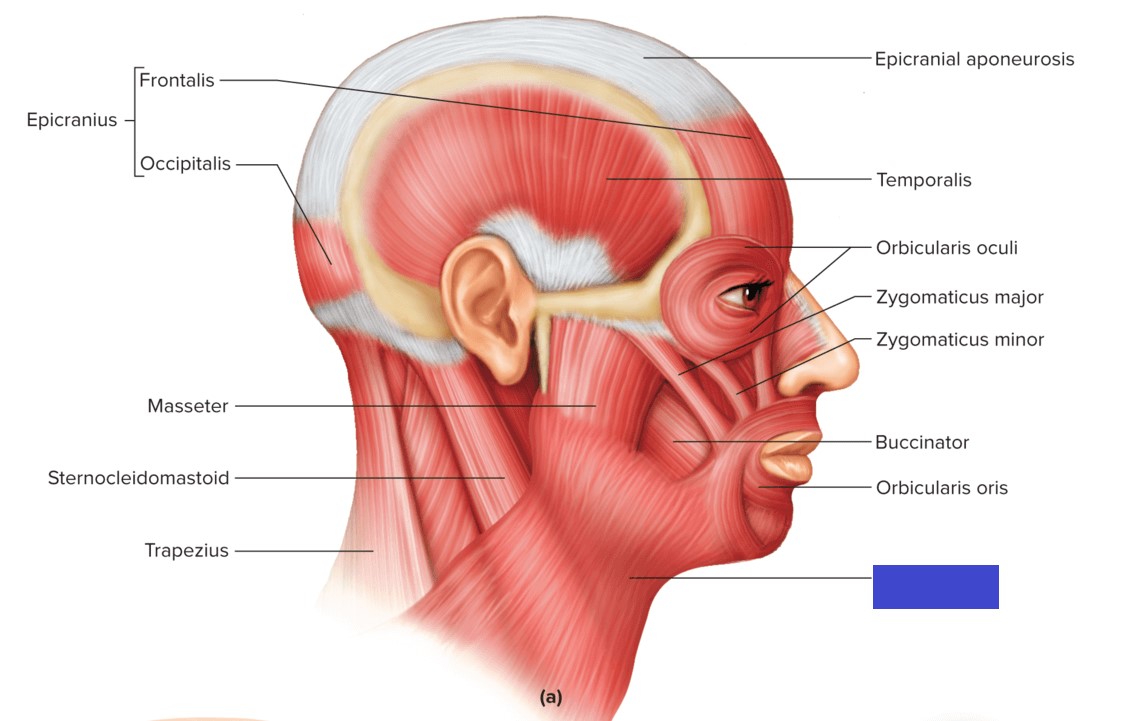 Frontalis
Epicranius
Occipitalis
Masseter
Sternocleidomastoid
Trapezius
Epicranial aponeurosis
Temporalis
Orbicularis oculi
Zygomaticus major
Zygomaticus minor
Buccinator
Orbicularis oris
(a)